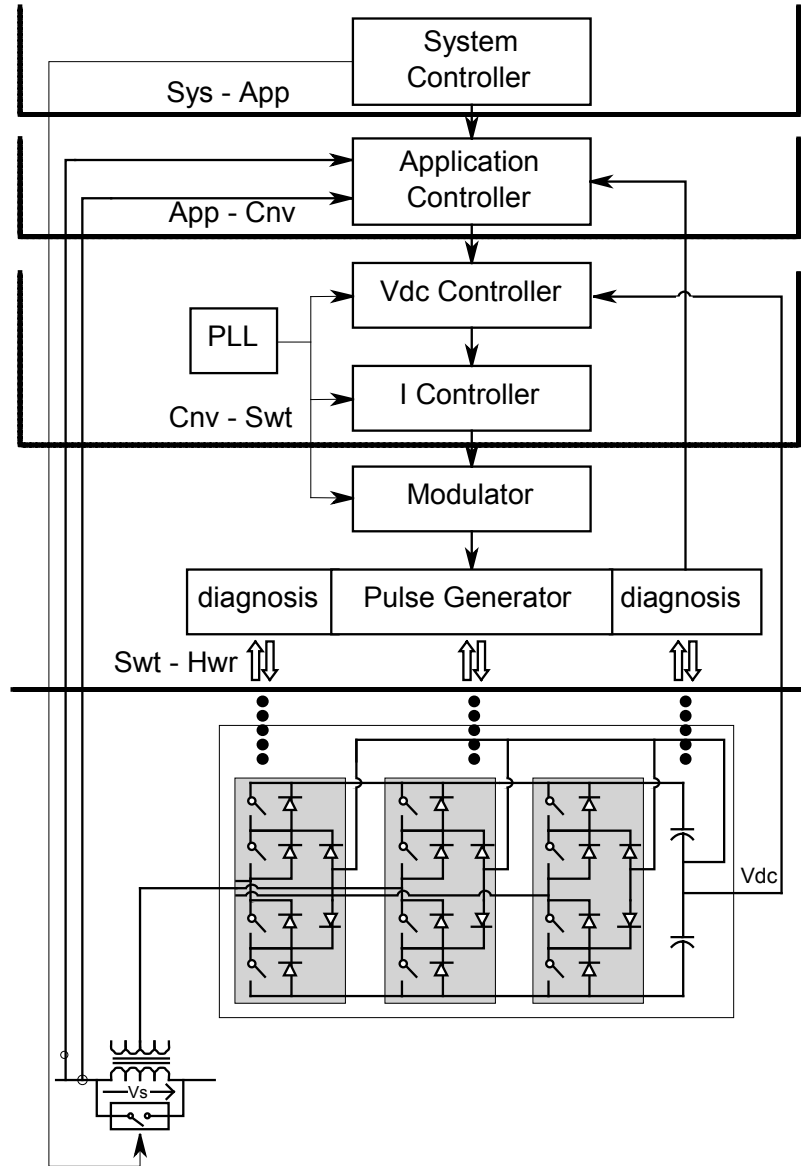 System
Controller
Sys - App
Application
Controller
App - Cnv
Vdc Controller
PLL
I Controller
Cnv - Swt
Modulator
diagnosis
Pulse Generator
diagnosis
Swt - Hwr
Vdc
Vs